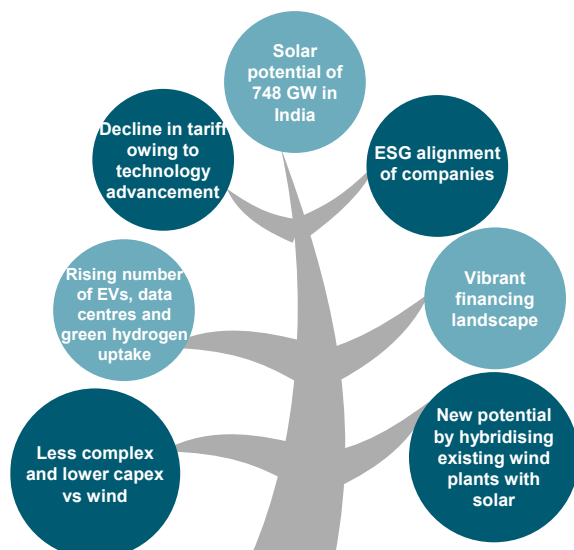 Solar
potential of
748 GW in
India
Decline in tariff
owing to
technology
advancement
ESG alignment
of companies
Rising number
of EVs, data
centres and
green hydrogen
uptake
Vibrant
financing
landscape
Less complex
and lower capex
vs wind
New potential
by hybridising
existing wind
plants with
solar